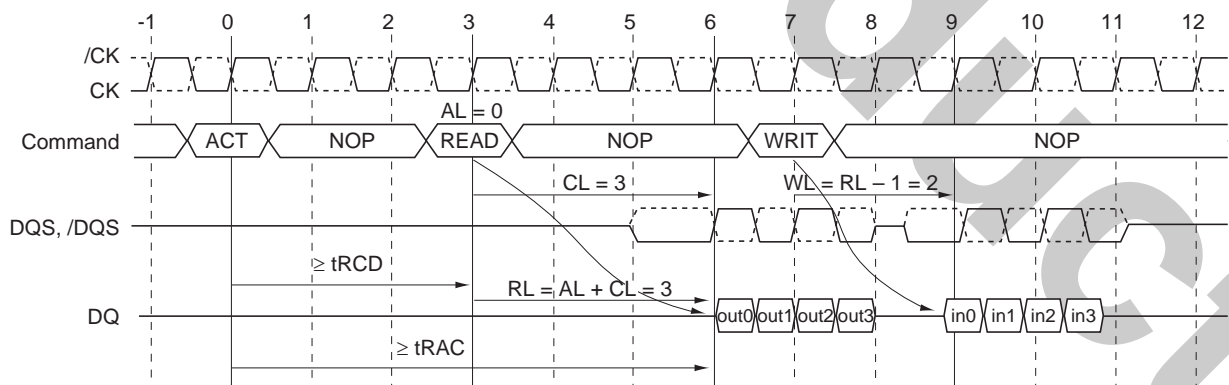 -1 0 1 2 3 4 5 6 7 8 9 10 11 12
/CK
CK
AL = 0
Command ACT NOP READ NOP WRIT NOP
CL = 3 WL = RL – 1 = 2
DQS, /DQS
≥ tRCD
RL = AL + CL = 3
DQ out0 out1 out2 out3 in0 in1 in2 in3
≥ tRAC
duct